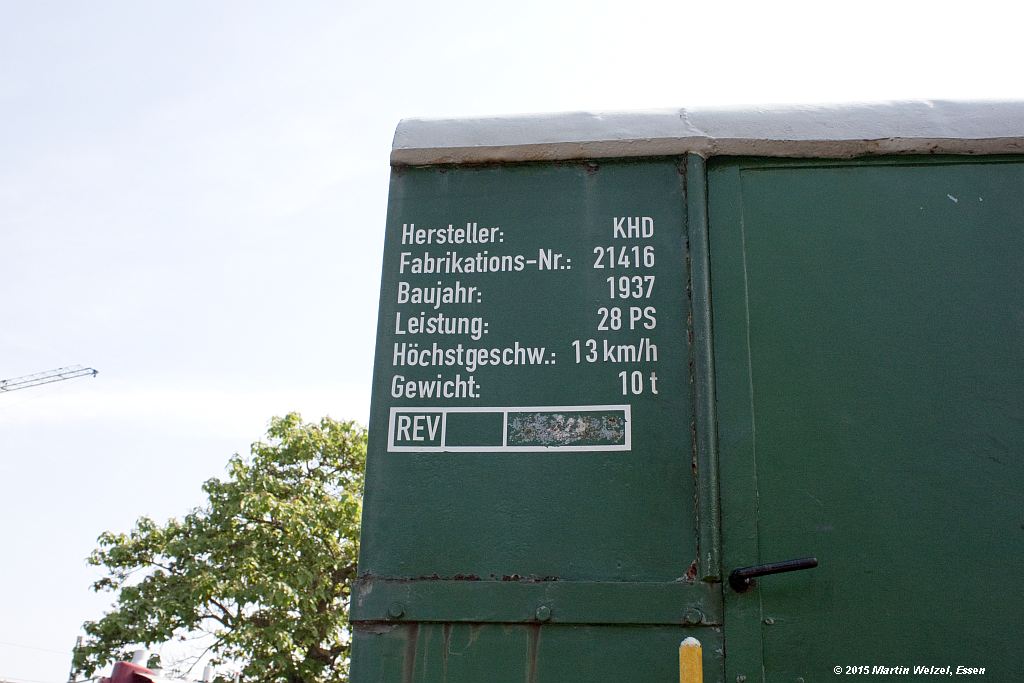 Hersteller: KHD
Fabrikations-Nr.: 21416
Baujahr: 1937
Leistung: 28 PS
Höchstgeschw.: 13 km/h
Gewicht: 10 t
REV
© 2015 Martin Welzel, Essen